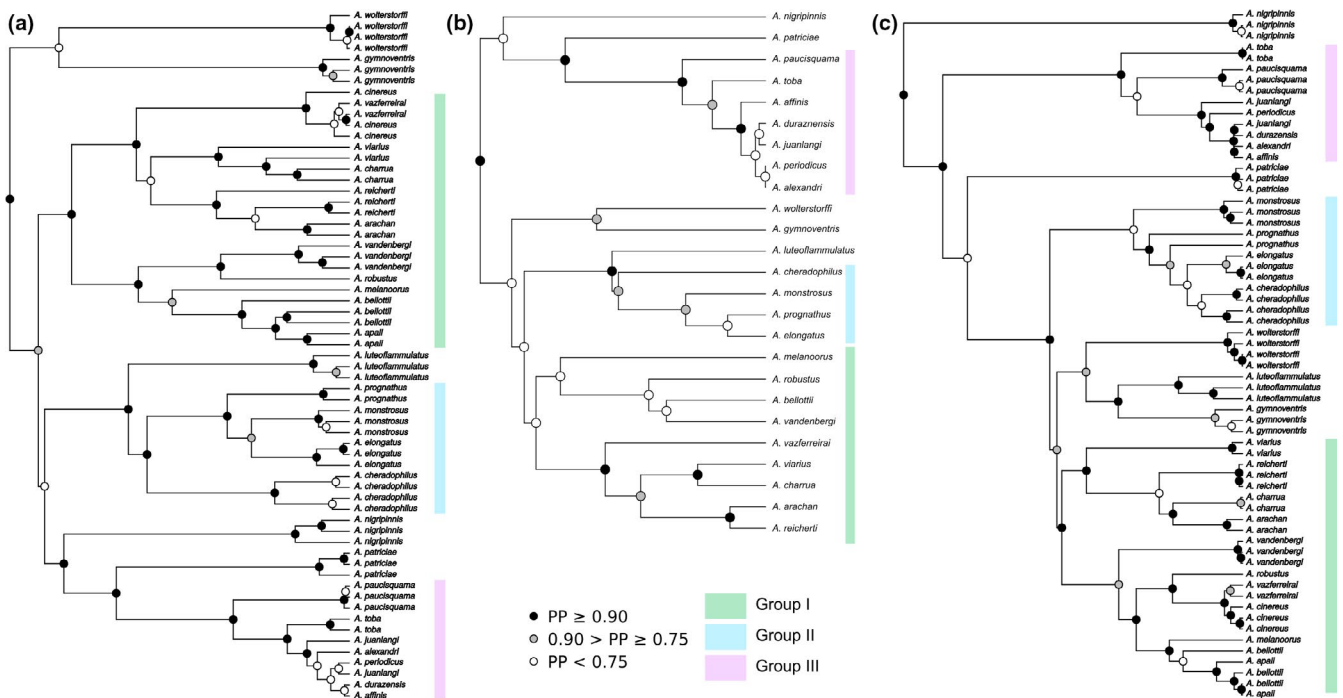 (a)
A. wolterstorffi
A. wolterstorffi
A. wolterstorffi
A. wolterstorffi
A. gymnoventris
A. gymnoventris
A. gymnoventris
A. cinereus
A. vazferreirai
A. vazferreirai
A. cinereus
A. cinereus
A. viarius
A. viarius
A. charrua
A. charrua
A. reicherti
A. reicherti
A. reicherti
A. arachan
A. arachan
A. vandenbergi
A. vandenbergi
A. vandenbergi
A. robustus
A. melanoorus
A. bellottii
A. bellottii
A. bellottii
A. apaii
A. apaii
A. luteoflammulatus
A. luteoflammulatus
A. luteoflammulatus
A. prognathus
A. prognathus
A. monstrosus
A. monstrosus
A. monstrosus
A. elongatus
A. elongatus
A. elongatus
A. cheradophilus
A. cheradophilus
A. cheradophilus
A. cheradophilus
A. nigripinnis
A. nigripinnis
A. nigripinnis
A. patriciae
A. patriciae
A. patriciae
A. paucisquama
A. paucisquama
A. paucisquama
A. toba
A. toba
A. juanlangi
A. alexandri
A. periodicus
A. juanlangi
A. durazensis
A. affinis
(b)
A. nigripinnis
A. patriciae
A. paucisquama
A. toba
A. affinis
A. duraznensis
A. juanlangi
A. periodicus
A. alexandri
A. wolterstorffi
A. gymnoventris
A. luteoflammulatus
A. cheradophilus
A. monstrosus
A. prognathus
A. elongatus
A. melanoorus
A. robustus
A. bellottii
A. vandenbergi
A. vazferreirai
A. viarius
A. charrua
A. arachan
A. reicherti
PP ≥ 0.90
0.90 > PP ≥ 0.75
PP < 0.75
Group I
Group II
Group III
(c)
A. nigripinnis
A. nigripinnis
A. nigripinnis
A. toba
A. toba
A. paucisquama
A. paucisquama
A. paucisquama
A. juanlangi
A. periodicus
A. juanlangi
A. durazensis
A. alexandri
A. affinis
A. patriciae
A. patriciae
A. patriciae
A. monstrosus
A. monstrosus
A. monstrosus
A. prognathus
A. prognathus
A. elongatus
A. elongatus
A. elongatus
A. cheradophilus
A. cheradophilus
A. cheradophilus
A. cheradophilus
A. wolterstorffi
A. wolterstorffi
A. wolterstorffi
A. wolterstorffi
A. luteoflammulatus
A. luteoflammulatus
A. luteoflammulatus
A. gymnoventris
A. gymnoventris
A. gymnoventris
A. viarius
A. viarius
A. reicherti
A. reicherti
A. reicherti
A. charrua
A. charrua
A. arachan
A. arachan
A. vandenbergi
A. vandenbergi
A. vandenbergi
A. robustus
A. vazferreirai
A. vazferreirai
A. cinereus
A. cinereus
A. cinereus
A. melanoorus
A. bellottii
A. apaii
A. bellottii
A. bellottii
A. apaii